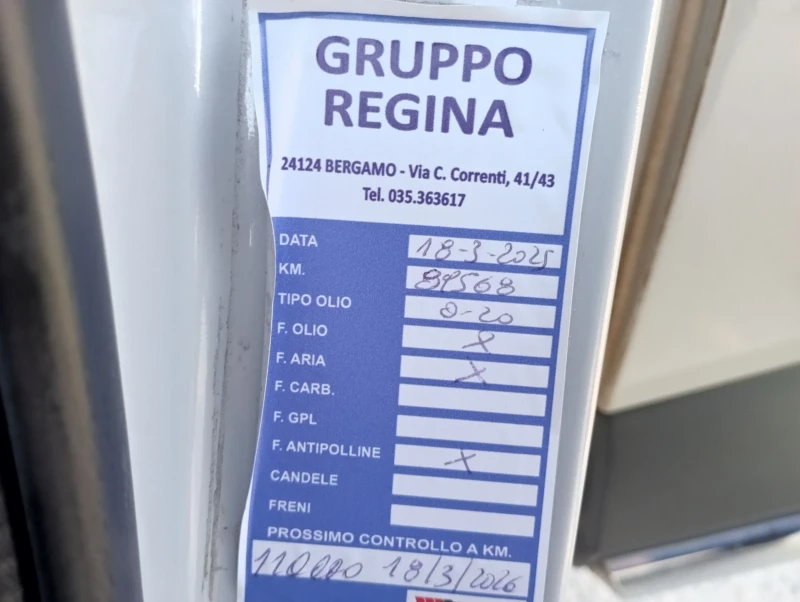 GRUPPO
REGINA
24124 BERGAMO - Via C. Correnti, 41/43
Tel. 035.363617
DATA 18-3-2025
KM. 89568
TIPO OLIO 0-20
F. OLIO X
F. ARIA X
F. CARB.
F. GPL
F. ANTIPOLLINE X
CANDELE
FRENI
PROSSIMO CONTROLLO A KM.
110000 18/3/2026